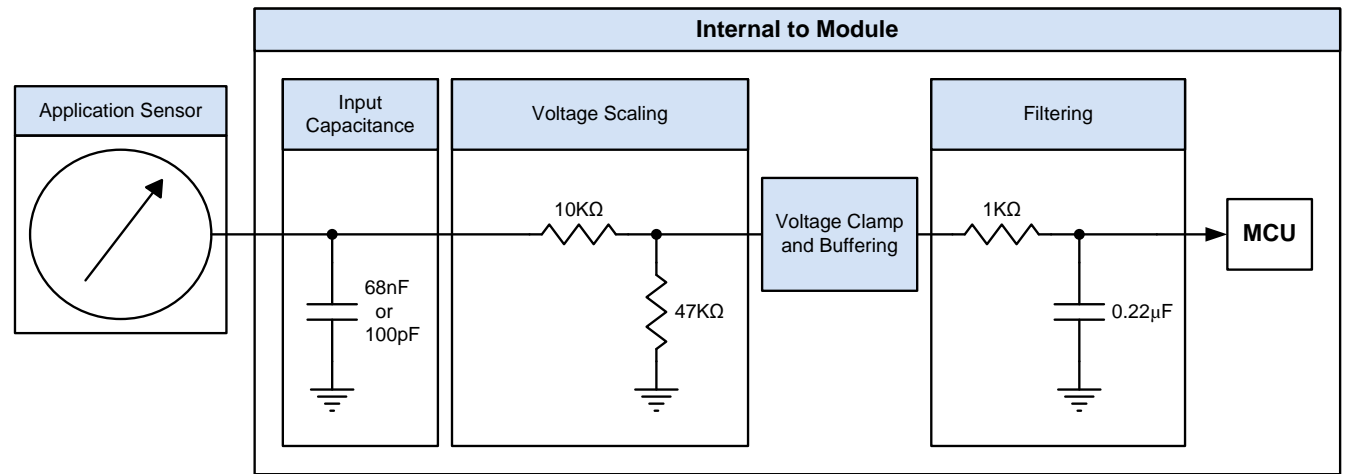 Internal to Module
Application Sensor
Input
Capacitance
Voltage Scaling
Filtering
10KΩ
1KΩ
Voltage Clamp
and Buffering
MCU
68nF
or
100pF
47KΩ
0.22μF